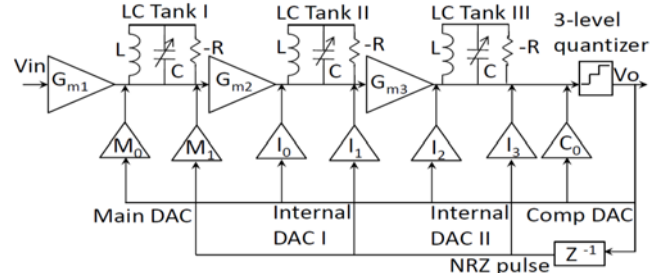 LC Tank I
LC Tank II
LC Tank III
3-level
quantizer
L
C
-R
L
C
-R
L
C
-R
Vin
Gm1
Gm2
Gm3
Vo
M0
M1
I0
I1
I2
I3
C0
Main DAC
Internal
DAC I
Internal
DAC II
Comp DAC
NRZ pulse
Z -1